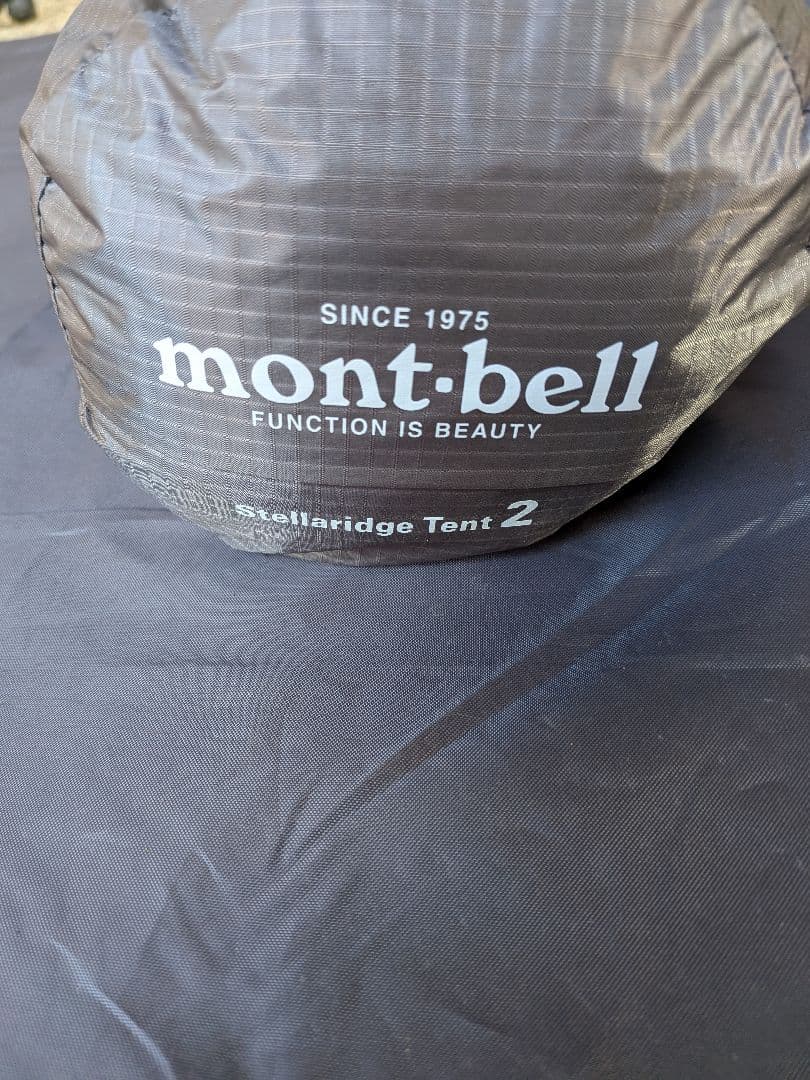 SINCE 1975
mont·bell
FUNCTION IS BEAUTY
Stellaridge Tent 2